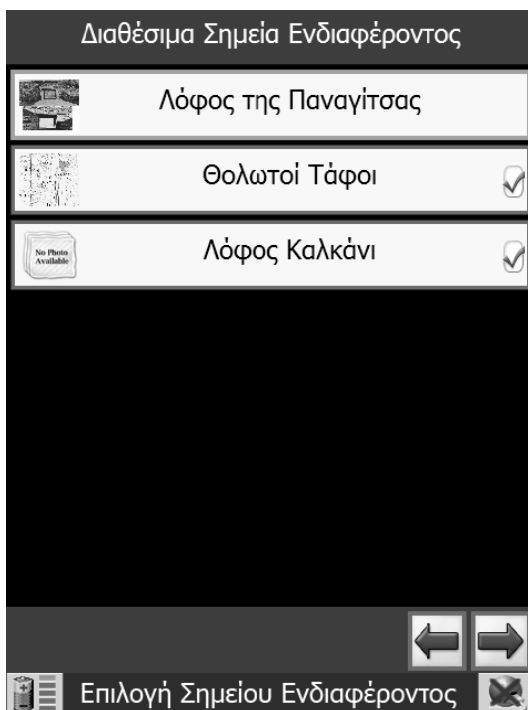 Διαθέσιμα Σημεία Ενδιαφέροντος
Λόφος της Παναγίτσας
Θολωτοί Τάφοι
No Photo
Available
Λόφος Καλκάνι
Επιλογή Σημείου Ενδιαφέροντος